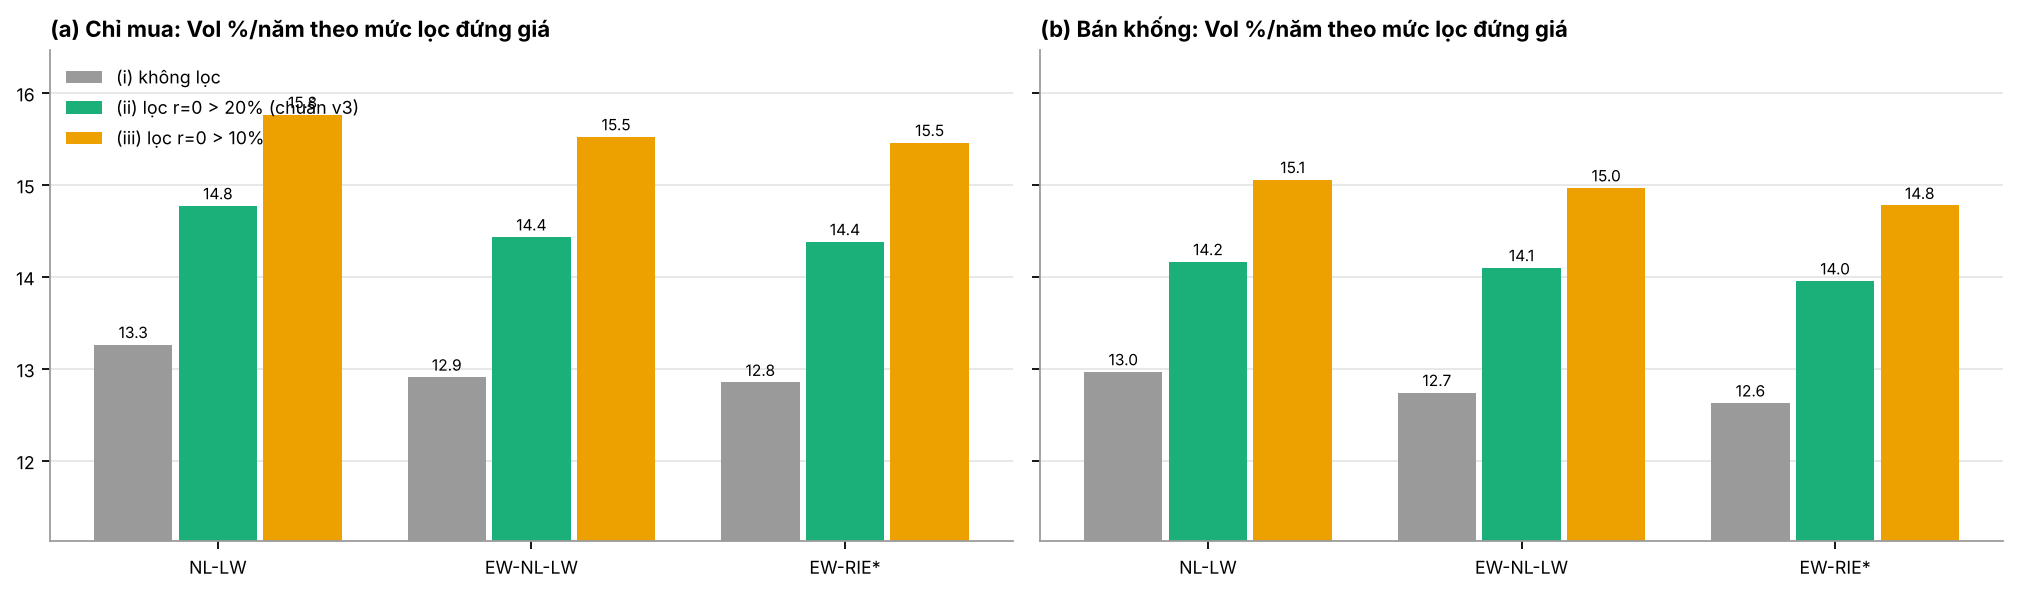 (a) Chỉ mua: Vol %/năm theo mức lọc đứng giá
(i) không lọc
(ii) lọc r=0 > 20% (chuẩn v3)
(iii) lọc r=0 > 10%
16
15
14
13
12
13.3
14.8
15.8
12.9
14.4
15.5
12.8
14.4
15.5
NL-LW
EW-NL-LW
EW-RIE*
(b) Bán khống: Vol %/năm theo mức lọc đứng giá
13.0
14.2
15.1
12.7
14.1
15.0
12.6
14.0
14.8
NL-LW
EW-NL-LW
EW-RIE*